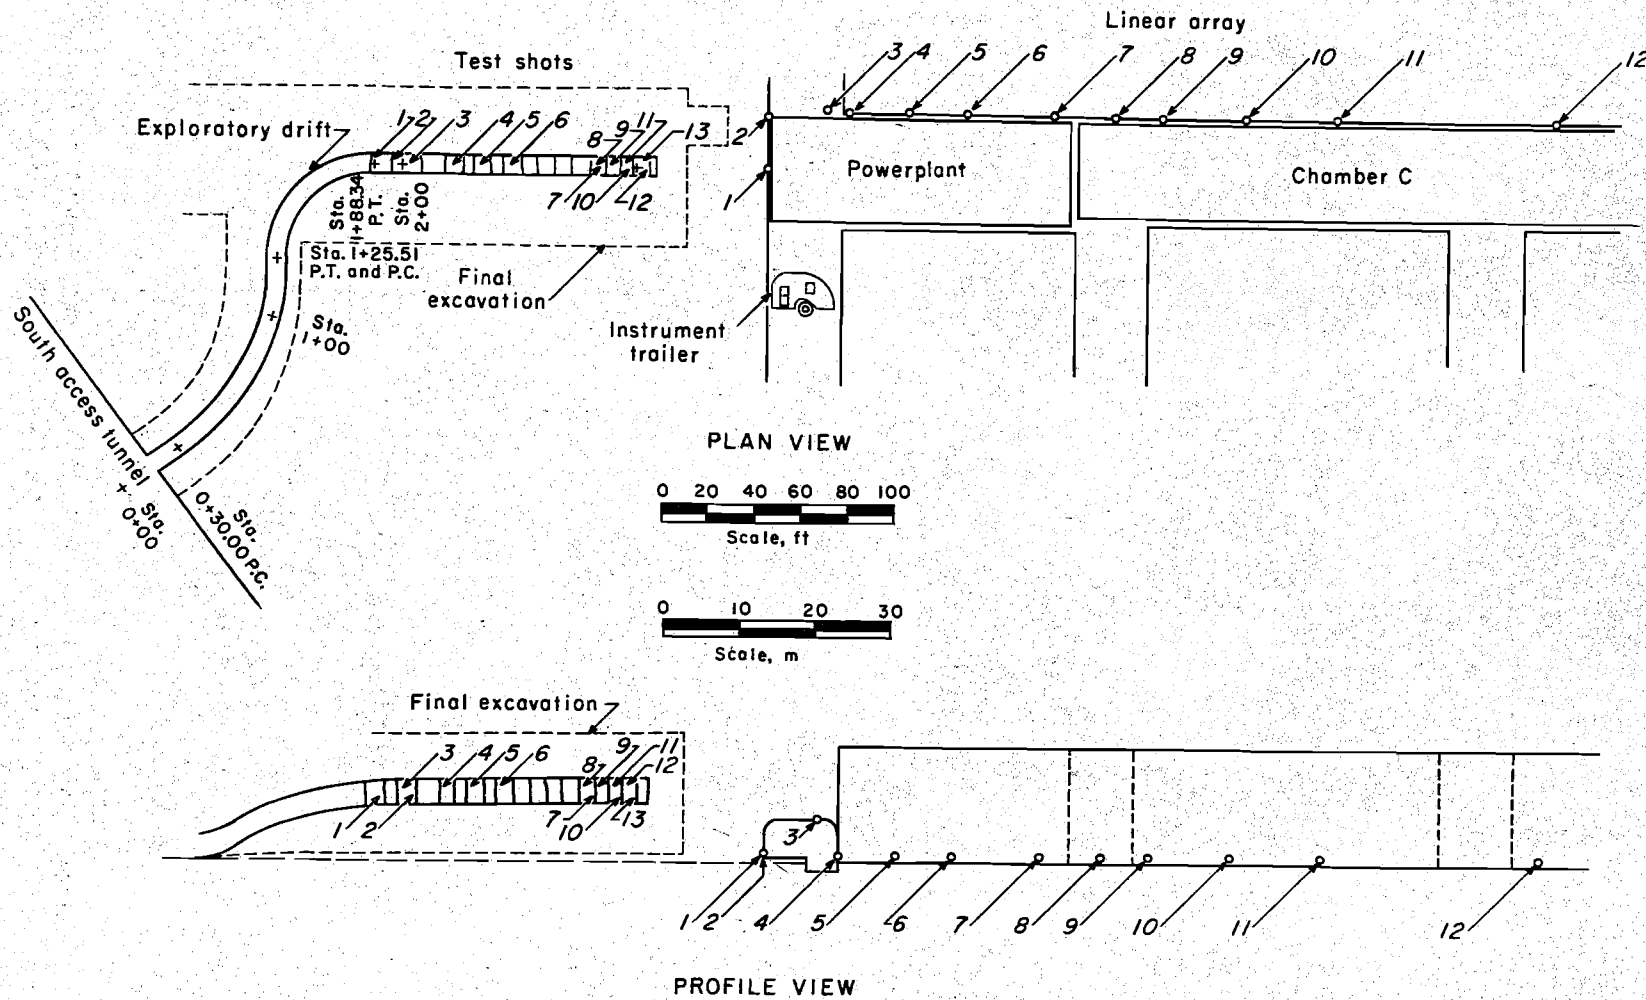 Linear array
3 4 5 6 7 8 9 10 11 12
Test shots
Exploratory drift
1 2 3 4 5 6 8 9 11 13
7 10 12
2
1
Powerplant
Chamber C
Sta.
1+88.34
P.T.
Sta.
2+00
Sta. 1+25.51
P.T. and P.C.
Final
excavation
Sta.
1+00
Instrument
trailer
South access tunnel
Sta.
0+00
Sta.
0+30.00 P.C.
PLAN VIEW
0 20 40 60 80 100
Scale, ft
0 10 20 30
Scale, m
Final excavation
3 4 5 6 8 9 11
12
1 2 7 10 13
3
1 2 4 5 6 7 8 9 10 11 12
PROFILE VIEW